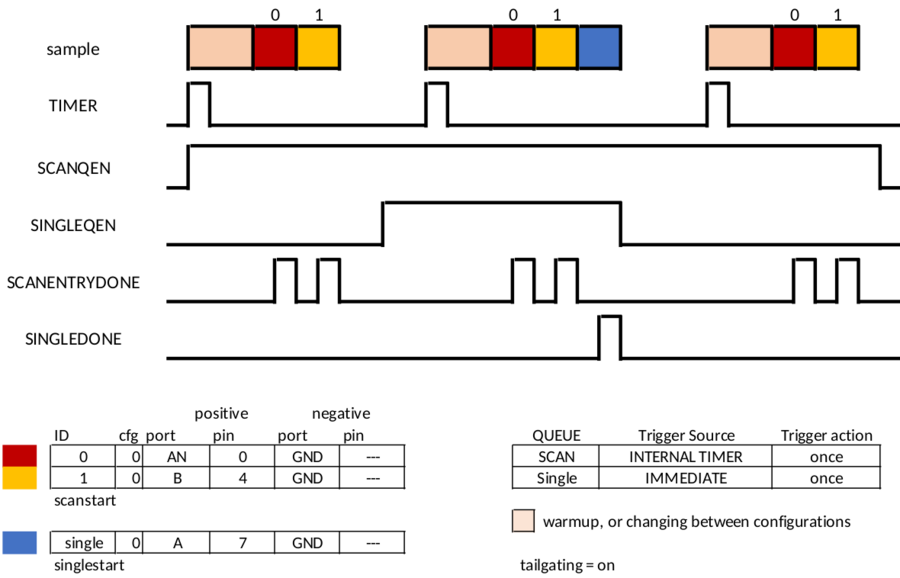 0 1 0 1 0 1
sample
TIMER
SCANQEN
SINGLEQEN
SCANENTRYDONE
SINGLEDONE
positive negative
ID cfg port pin port pin
0 0 AN 0 GND ---
1 0 B 4 GND ---
scanstart
single 0 A 7 GND ---
singlestart
QUEUE Trigger Source Trigger action
SCAN INTERNAL TIMER once
Single IMMEDIATE once
warmup, or changing between configurations
tailgating = on